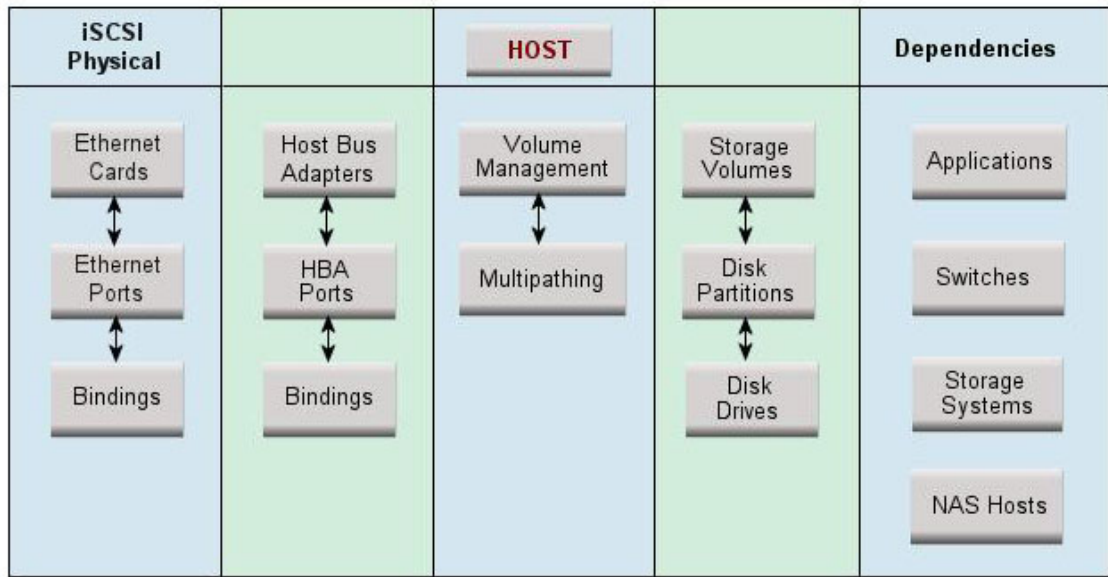 iSCSI
Physical
HOST
Dependencies
Ethernet
Cards
Host Bus
Adapters
Volume
Management
Storage
Volumes
Applications
Ethernet
Ports
HBA
Ports
Multipathing
Disk
Partitions
Switches
Bindings
Bindings
Disk
Drives
Storage
Systems
NAS Hosts